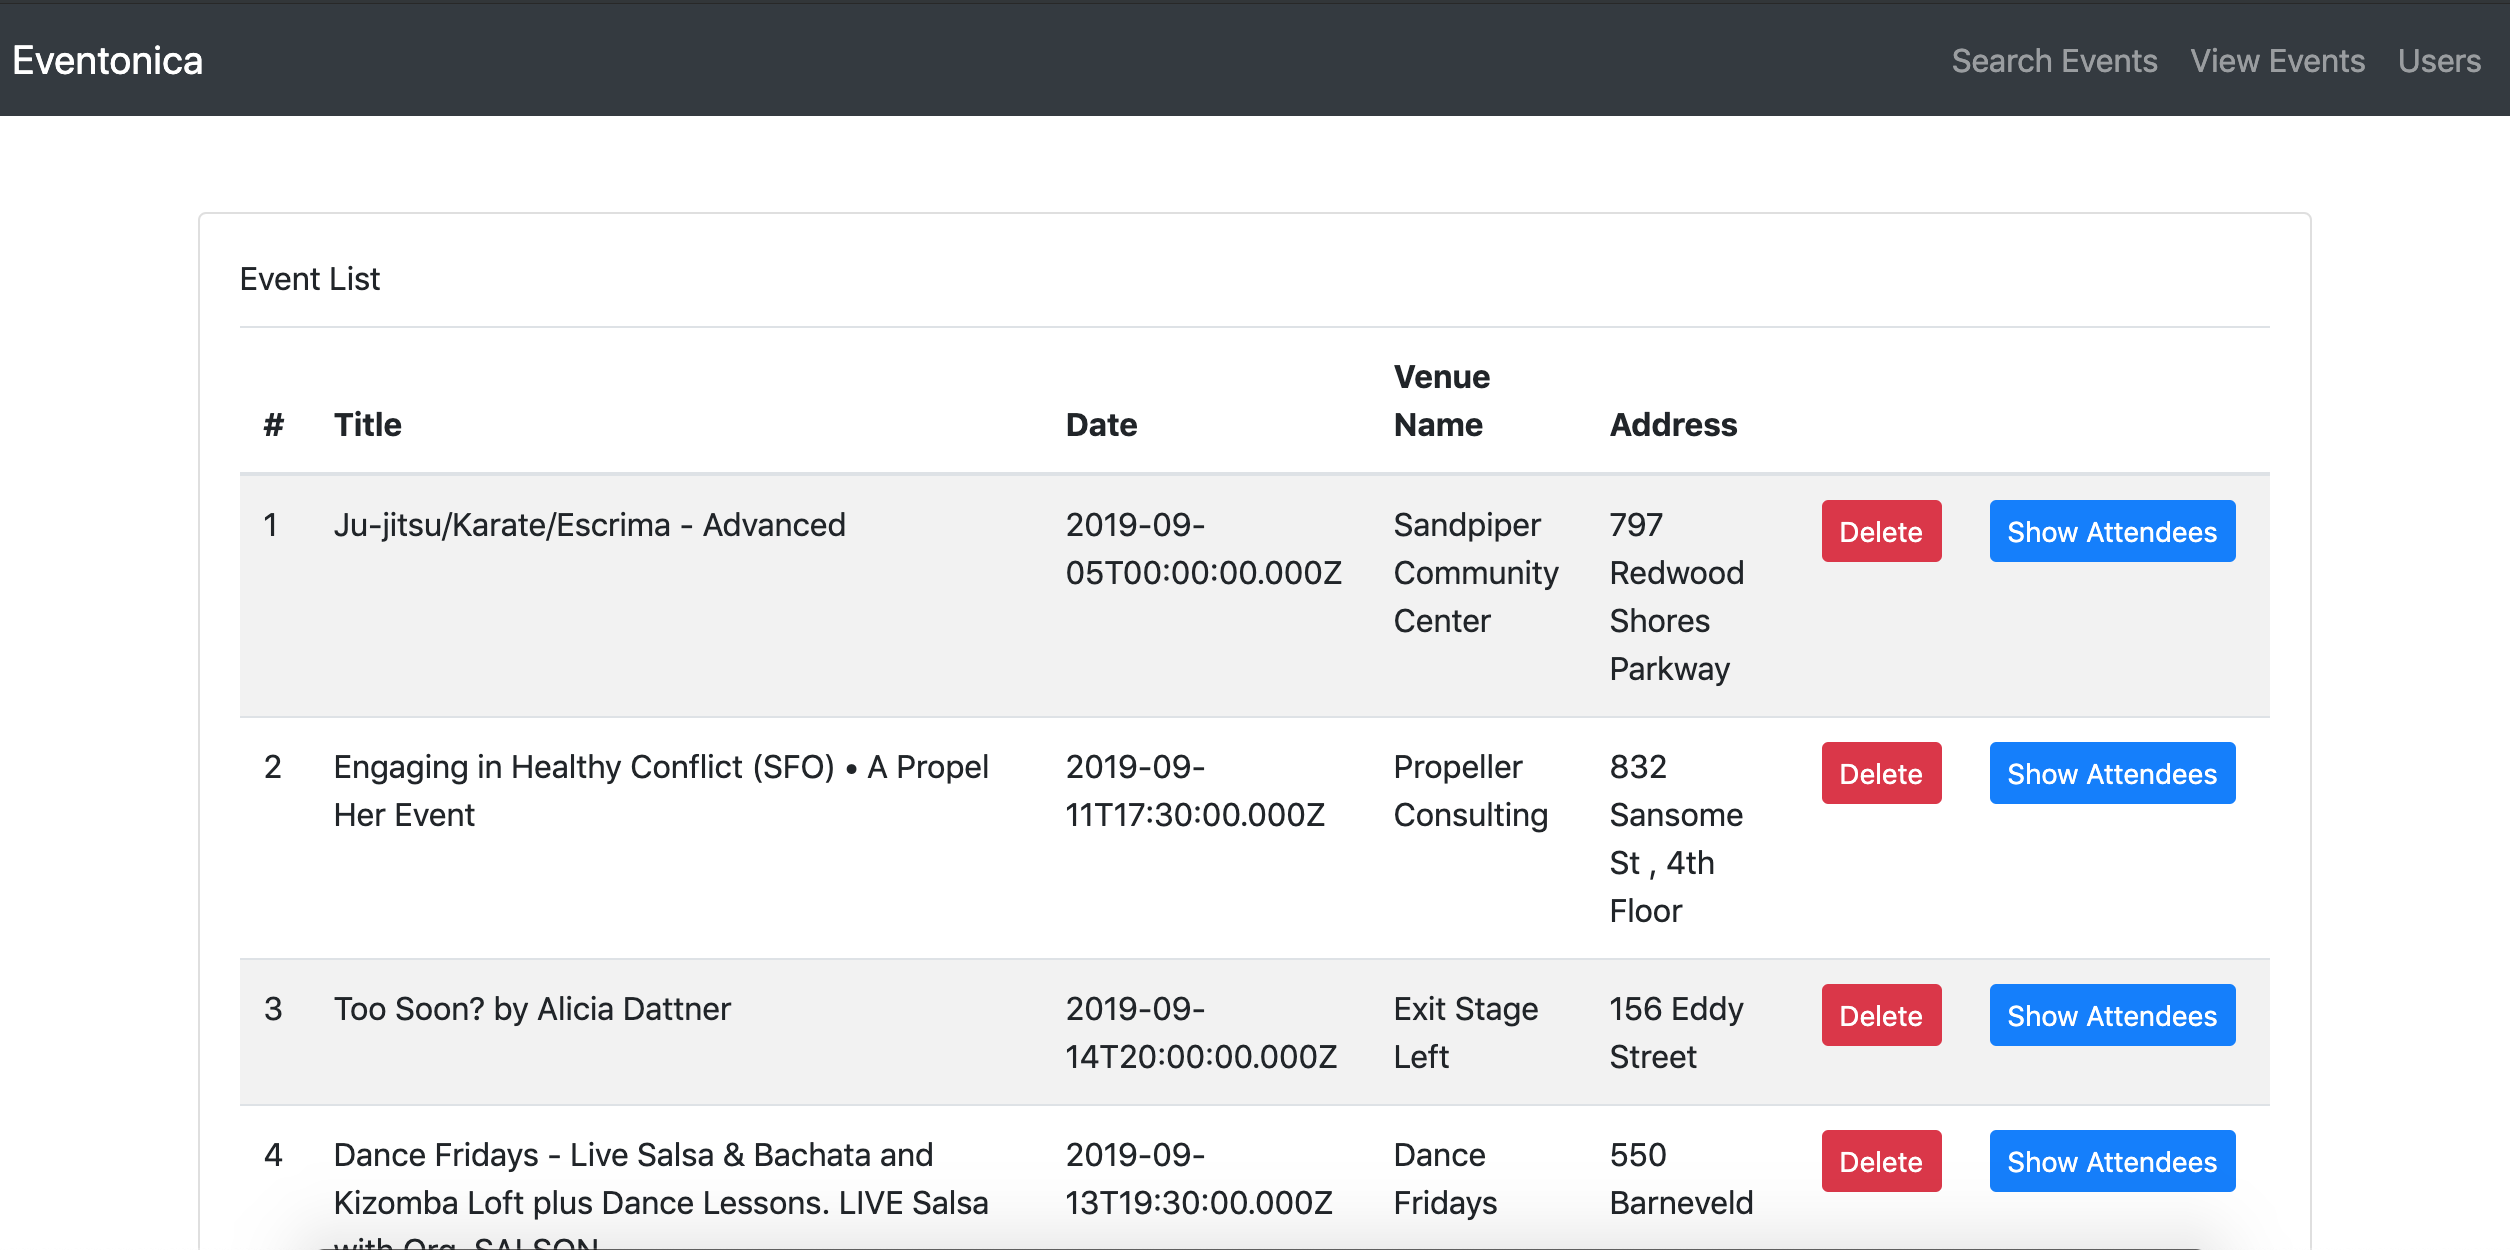 Eventonica
Search Events View Events Users
Event List
# Title Date Venue Name Address
1 Ju-jitsu/Karate/Escrima - Advanced 2019-09-05T00:00:00.000Z Sandpiper Community Center 797 Redwood Shores Parkway Delete Show Attendees
2 Engaging in Healthy Conflict (SFO) • A Propel Her Event 2019-09-11T17:30:00.000Z Propeller Consulting 832 Sansome St , 4th Floor Delete Show Attendees
3 Too Soon? by Alicia Dattner 2019-09-14T20:00:00.000Z Exit Stage Left 156 Eddy Street Delete Show Attendees
4 Dance Fridays - Live Salsa & Bachata and Kizomba Loft plus Dance Lessons. LIVE Salsa with Orq. SALSON 2019-09-13T19:30:00.000Z Dance Fridays 550 Barneveld Delete Show Attendees